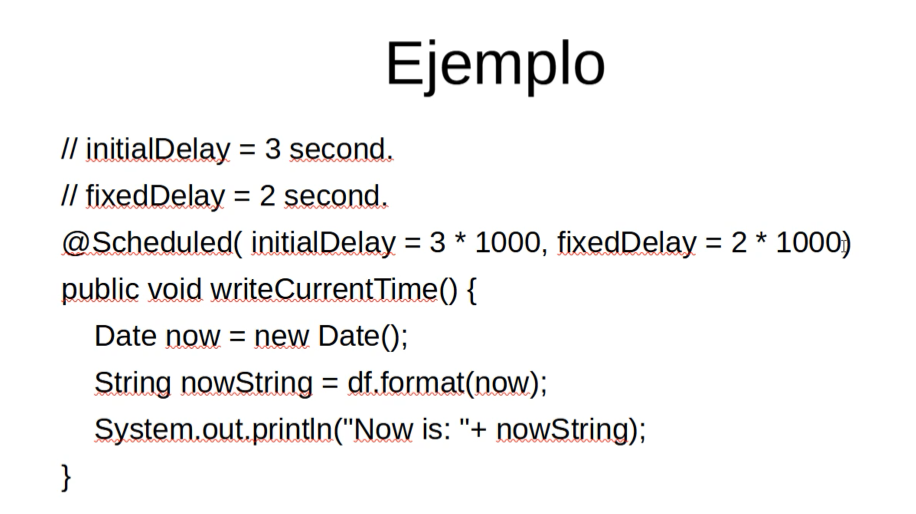 Ejemplo
// initialDelay = 3 second.
// fixedDelay = 2 second.
@Scheduled( initialDelay = 3 * 1000, fixedDelay = 2 * 1000)
public void writeCurrentTime() {
Date now = new Date();
String nowString = df.format(now);
System.out.println("Now is: "+ nowString);
}